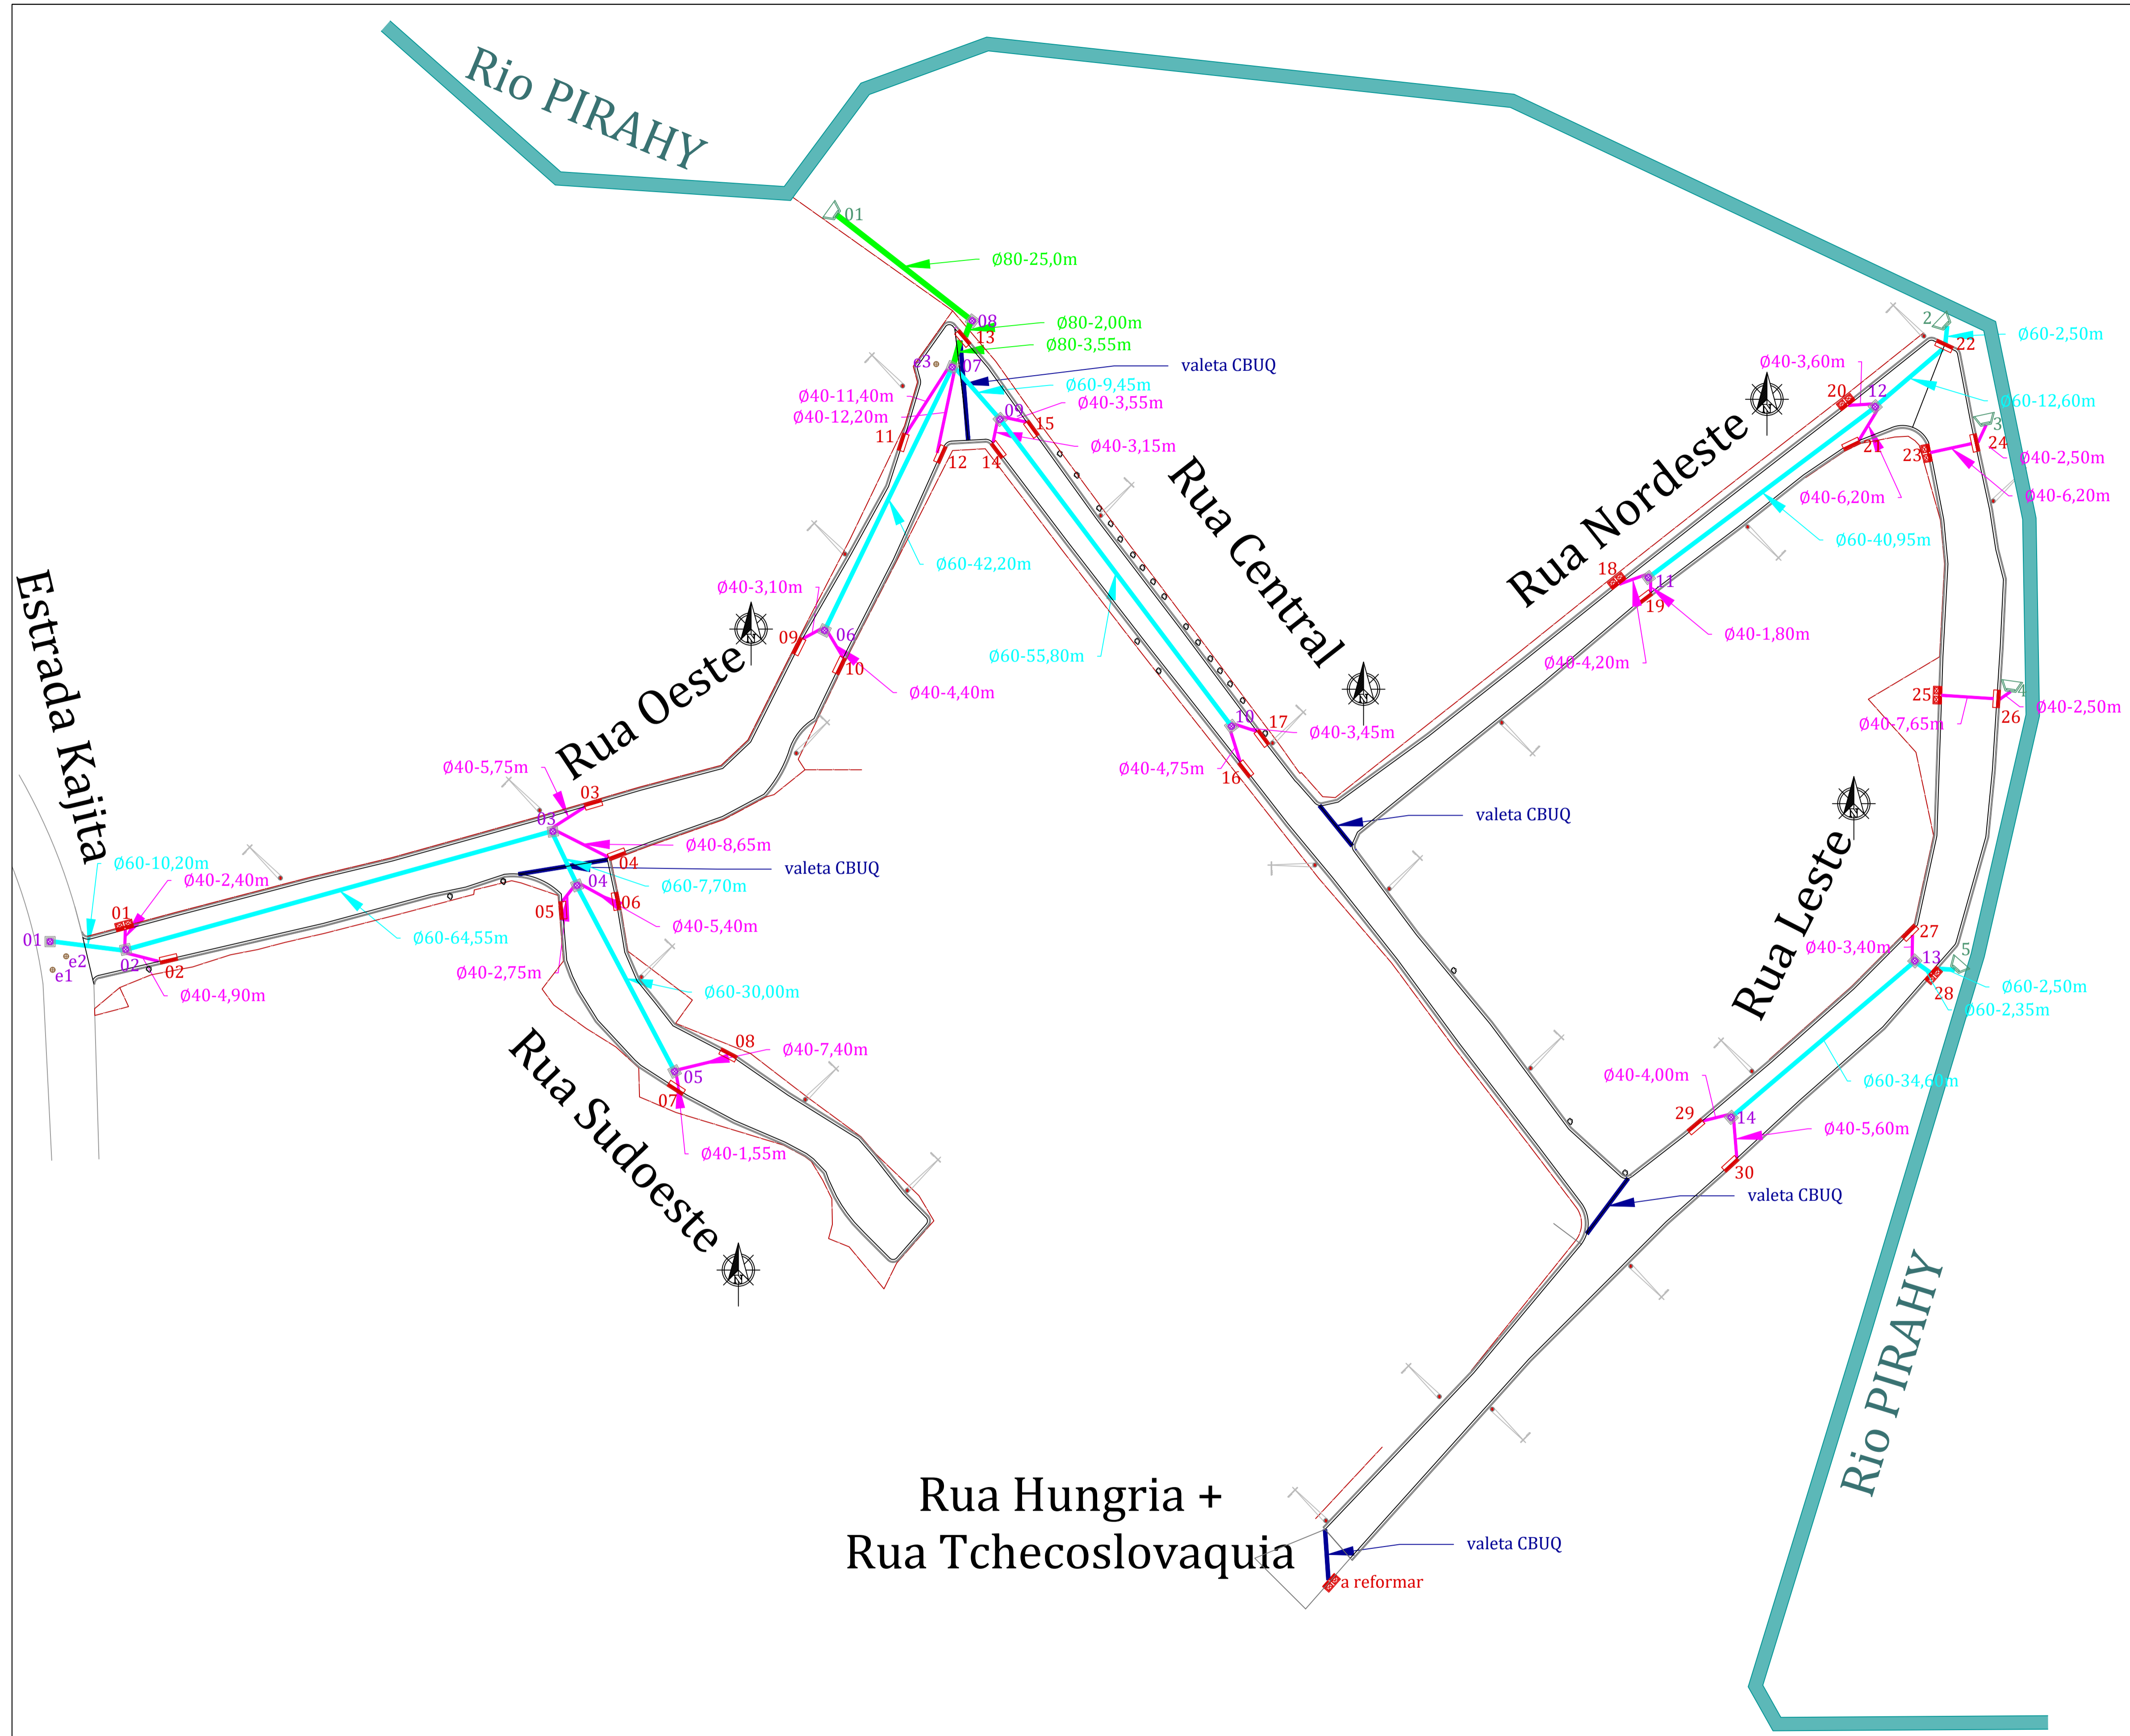 Rio PIRAHY
01
Ø80-25,0m
08
Ø80-2,00m
13
Ø80-3,55m
e3
07
valeta CBUQ
Ø60-9,45m
Ø40-11,40m
Ø40-12,20m
09
Ø40-3,55m
15
11
12
14
Ø40-3,15m
Rua Central
2
22
Ø60-2,50m
Ø40-3,60m
20
12
Ø60-12,60m
3
24
21
23
Ø40-2,50m
Ø40-6,20m
Ø40-6,20m
Rua Nordeste
Ø60-40,95m
Ø60-42,20m
18
11
19
Ø40-1,80m
Ø40-4,20m
Ø40-3,10m
09
06
10
Ø40-4,40m
Rua Oeste
N
Ø60-55,80m
Estrada Kajita
10
17
Ø40-3,45m
Ø40-4,75m
16
25
4
26
Ø40-2,50m
Ø40-7,65m
Ø40-5,75m
03
03
Ø40-8,65m
04
valeta CBUQ
valeta CBUQ
Ø60-10,20m
Ø40-2,40m
04
Ø60-7,70m
05
06
Ø40-5,40m
01
01
02
02
e2
e1
Ø60-64,55m
Ø40-4,90m
Ø40-2,75m
Ø60-30,00m
Rua Leste
27
Ø40-3,40m
13
5
28
Ø60-2,50m
Ø60-2,35m
08
Ø40-7,40m
05
07
Ø40-1,55m
Rua Sudoeste
Ø40-4,00m
Ø60-34,60m
29
14
Ø40-5,60m
30
valeta CBUQ
Rio PIRAHY
Rua Hungria +
Rua Tchecoslovaquia
valeta CBUQ
a reformar